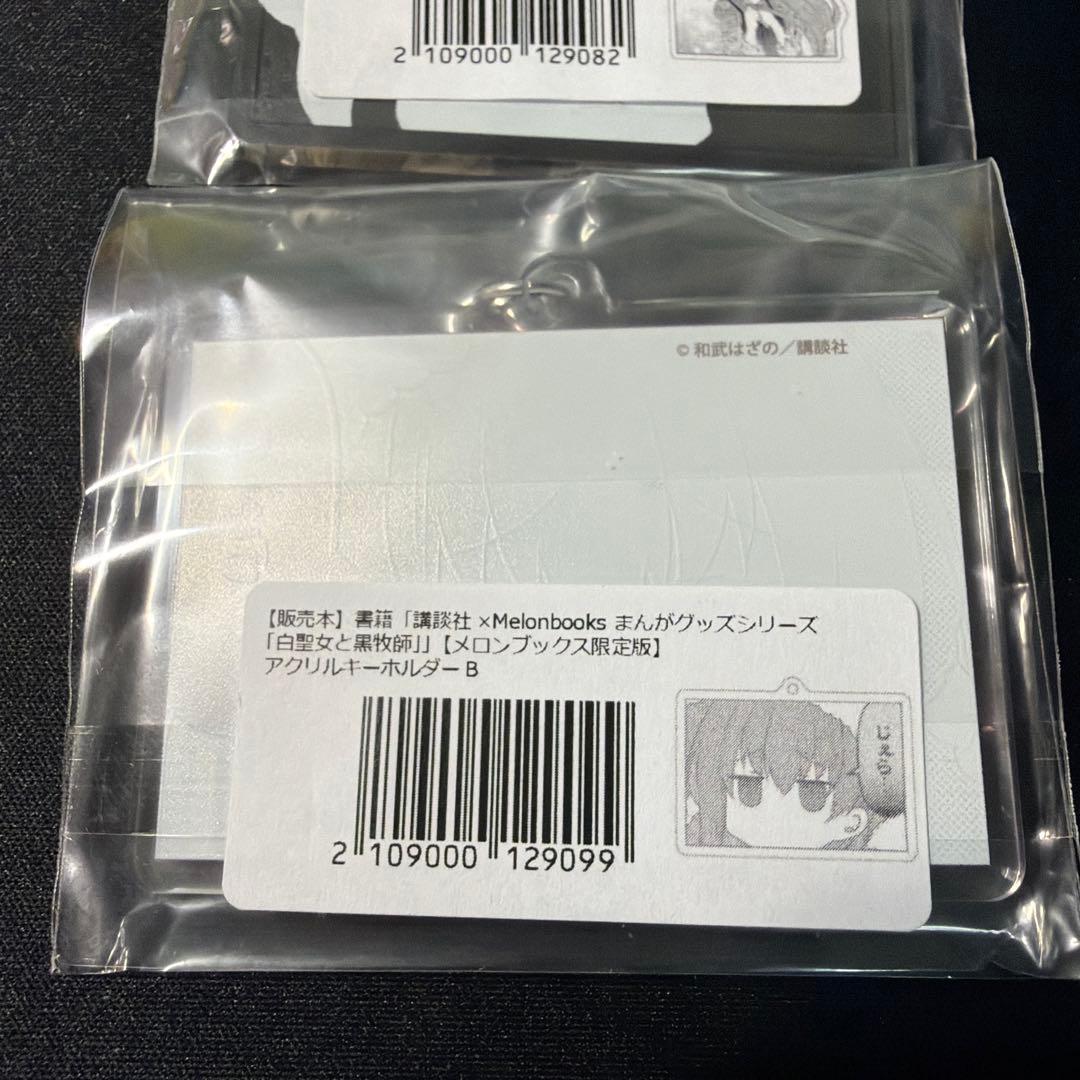 2 109000 129082
© 和武はざの／講談社
【販売本】書籍「講談社 ×Melonbooks まんがグッズシリーズ
「白聖女と黒牧師」」【メロンブックス限定版】
アクリルキーホルダー B
じぇら
2 109000 129099